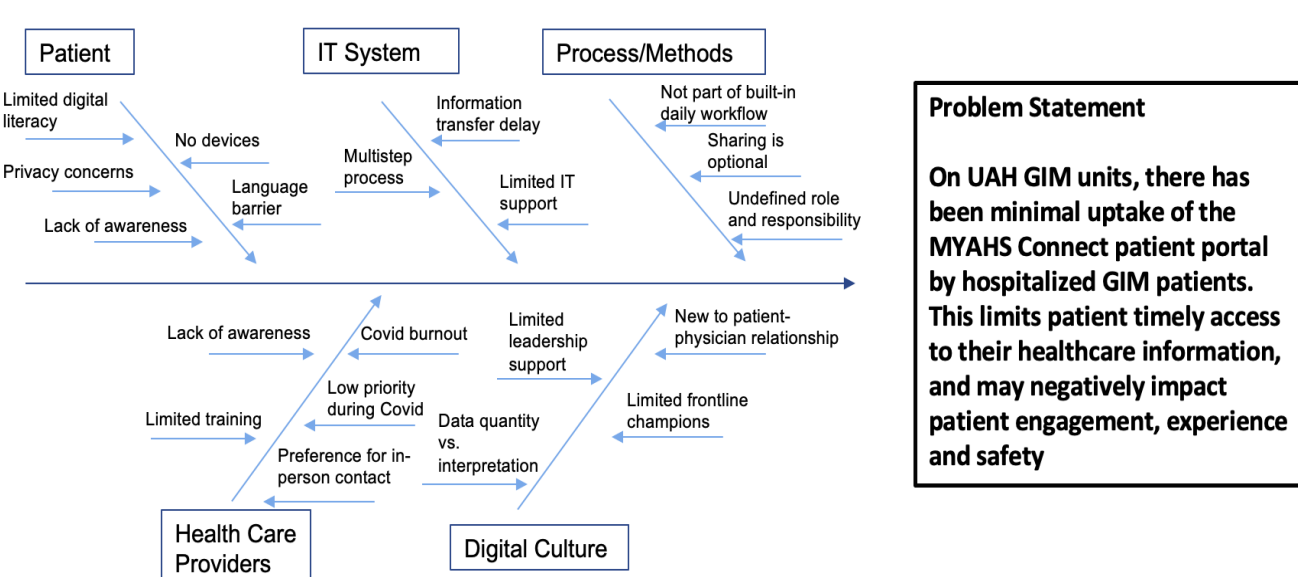 Patient
IT System
Process/Methods
Limited digital
literacy
No devices
Privacy concerns
Language
barrier
Lack of awareness
Information
transfer delay
Multistep
process
Limited IT
support
Not part of built-in
daily workflow
Sharing is
optional
Undefined role
and responsibility
Lack of awareness
Covid burnout
Limited training
Low priority
during Covid
Preference for in-
person contact
Health Care
Providers
Limited
leadership
support
New to patient-
physician relationship
Data quantity
vs.
interpretation
Limited frontline
champions
Digital Culture
Problem Statement
On UAH GIM units, there has
been minimal uptake of the
MYAHS Connect patient portal
by hospitalized GIM patients.
This limits patient timely access
to their healthcare information,
and may negatively impact
patient engagement, experience
and safety